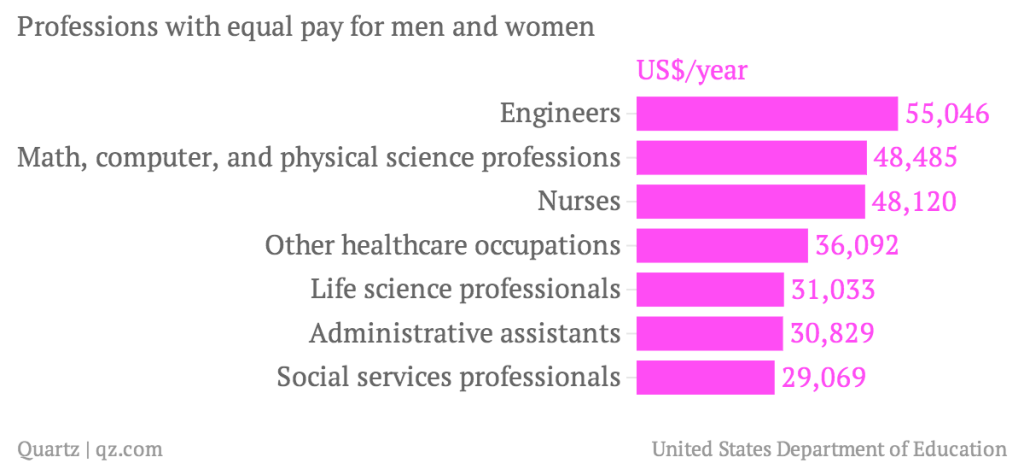 Professions with equal pay for men and women
US$/year
Engineers 55,046
Math, computer, and physical science professions 48,485
Nurses 48,120
Other healthcare occupations 36,092
Life science professionals 31,033
Administrative assistants 30,829
Social services professionals 29,069
Quartz | qz.com United States Department of Education